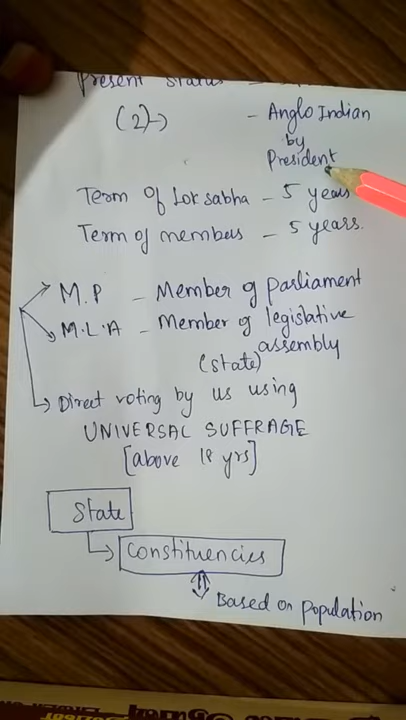 Present Status -
(2)→ - Anglo Indian
by
President
Term of Lok sabha - 5 years
Term of members - 5 years.
M.P - Member of parliament
M.L.A - Member of legislative
assembly
(state)
Direct voting by us using
UNIVERSAL SUFFRAGE
[above 18 yrs]
State
Constituencies
Based on population